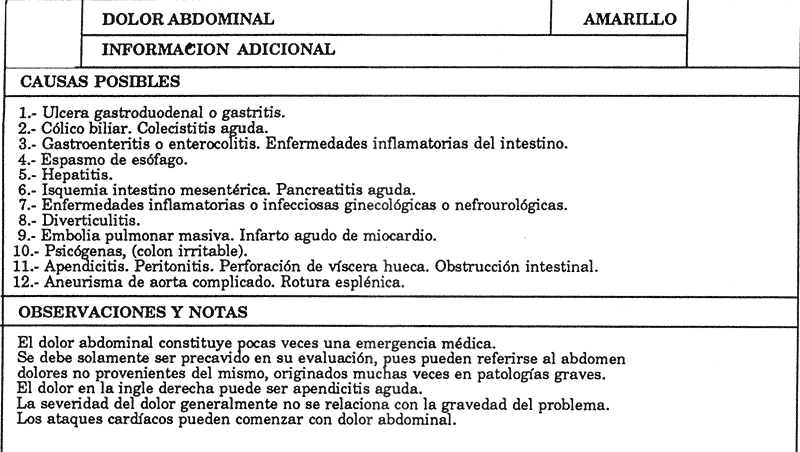 DOLOR ABDOMINAL AMARILLO
INFORMACION ADICIONAL
CAUSAS POSIBLES
1.- Ulcera gastroduodenal o gastritis.
2.- Cólico biliar. Colecistitis aguda.
3.- Gastroenteritis o enterocolitis. Enfermedades inflamatorias del intestino.
4.- Espasmo de esófago.
5.- Hepatitis.
6.- Isquemia intestino mesentérica. Pancreatitis aguda.
7.- Enfermedades inflamatorias o infecciosas ginecológicas o nefrourológicas.
8.- Diverticulitis.
9.- Embolia pulmonar masiva. Infarto agudo de miocardio.
10.- Psicógenas, (colon irritable).
11.- Apendicitis. Peritonitis. Perforación de víscera hueca. Obstrucción intestinal.
12.- Aneurisma de aorta complicado. Rotura esplénica.
OBSERVACIONES Y NOTAS
El dolor abdominal constituye pocas veces una emergencia médica.
Se debe solamente ser precavido en su evaluación, pues pueden referirse al abdomen
dolores no provenientes del mismo, originados muchas veces en patologías graves.
El dolor en la ingle derecha puede ser apendicitis aguda.
La severidad del dolor generalmente no se relaciona con la gravedad del problema.
Los ataques cardíacos pueden comenzar con dolor abdominal.